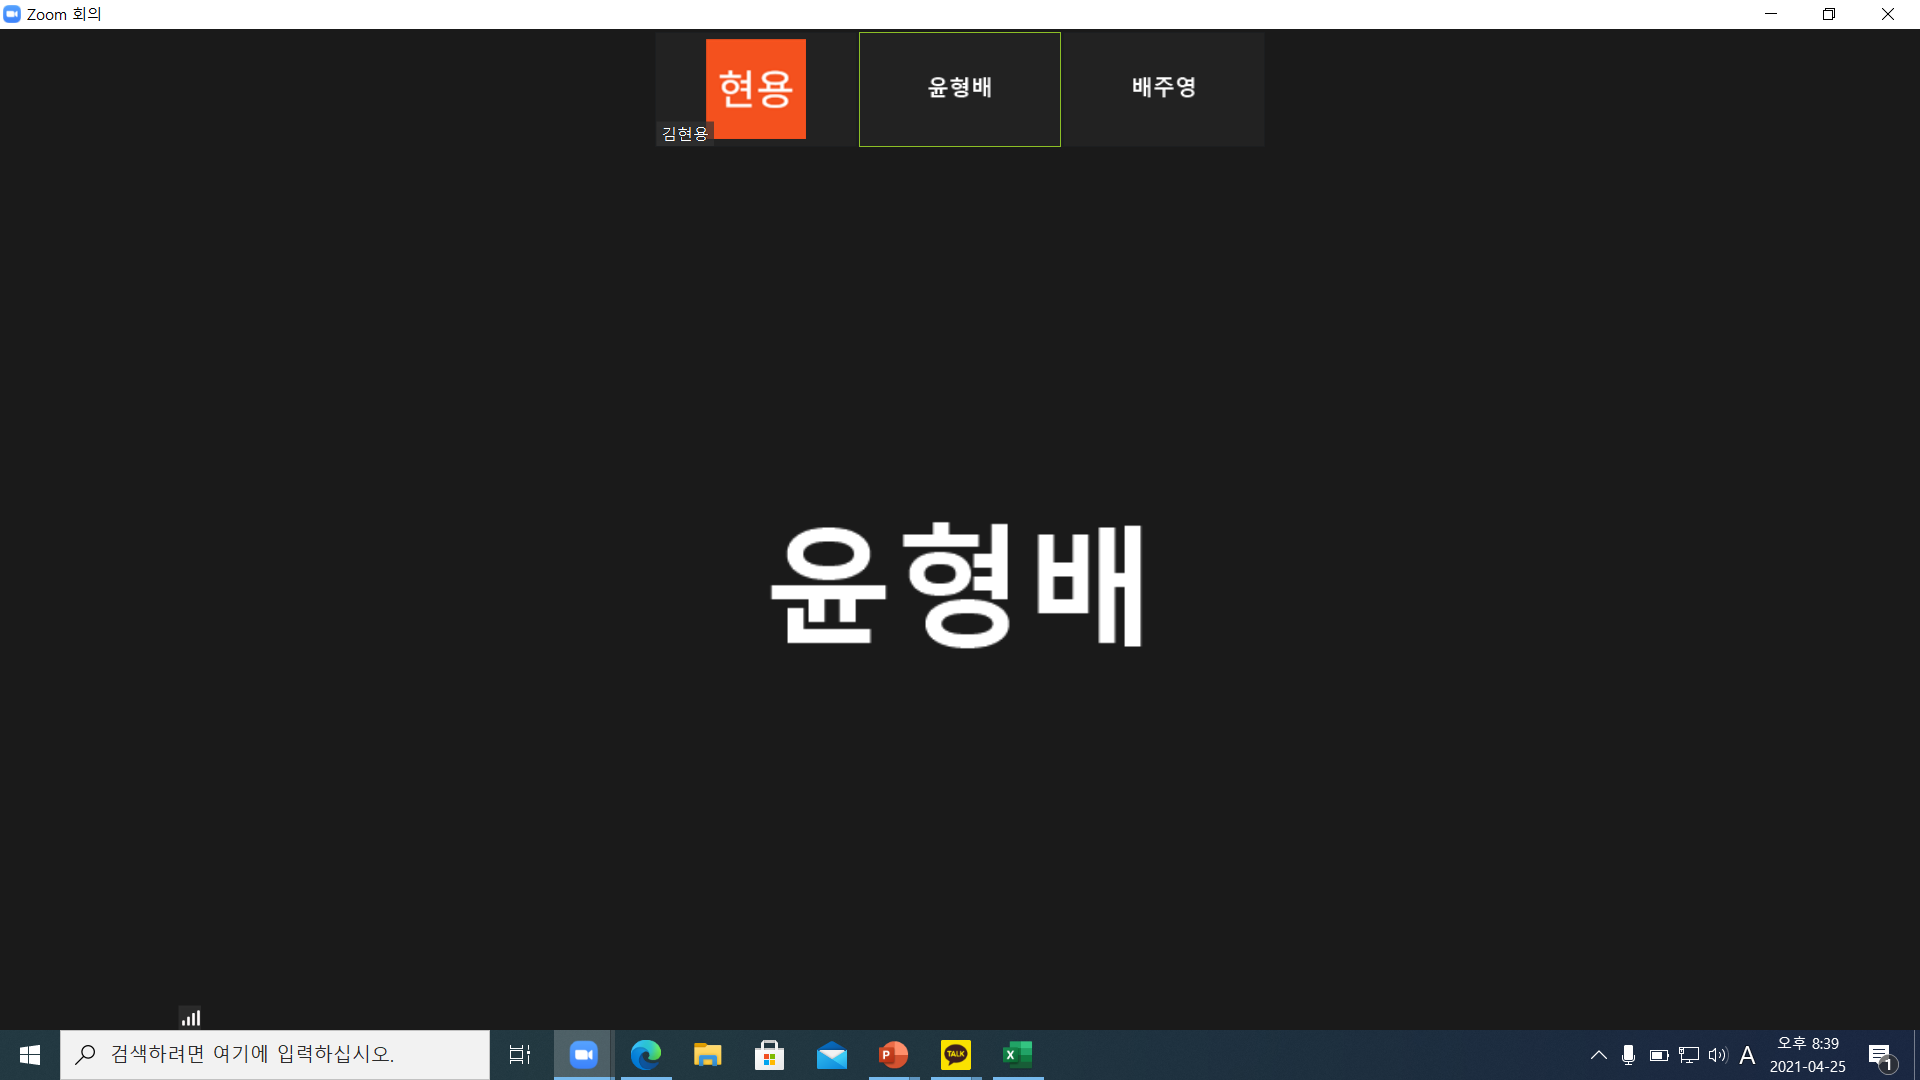 Zoom 회의
현용
김현용
윤형배
배주영
윤형배
검색하려면 여기에 입력하십시오.
P
TALK
X
A
오후 8:39
2021-04-25
1